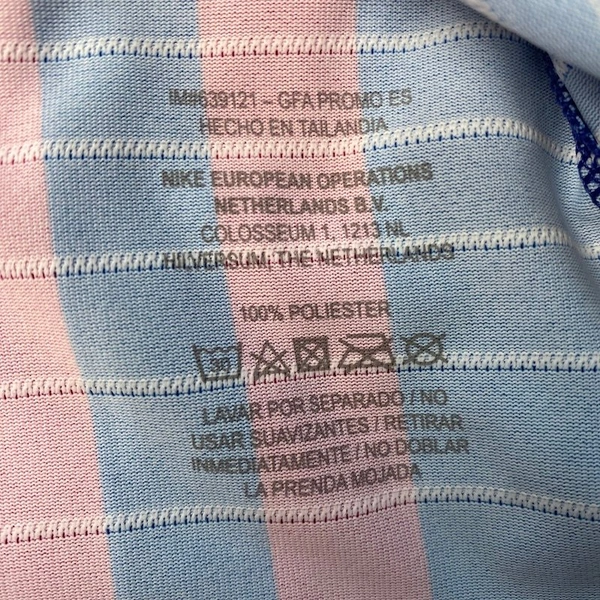 IM#639121 – GFA PROMO ES
HECHO EN TAILANDIA
NIKE EUROPEAN OPERATIONS
NETHERLANDS B.V.
COLOSSEUM 1, 1213 NL
HILVERSUM, THE NETHERLANDS
100% POLIESTER
30
LAVAR POR SEPARADO / NO
USAR SUAVIZANTES / RETIRAR
INMEDIATAMENTE / NO DOBLAR
LA PRENDA MOJADA